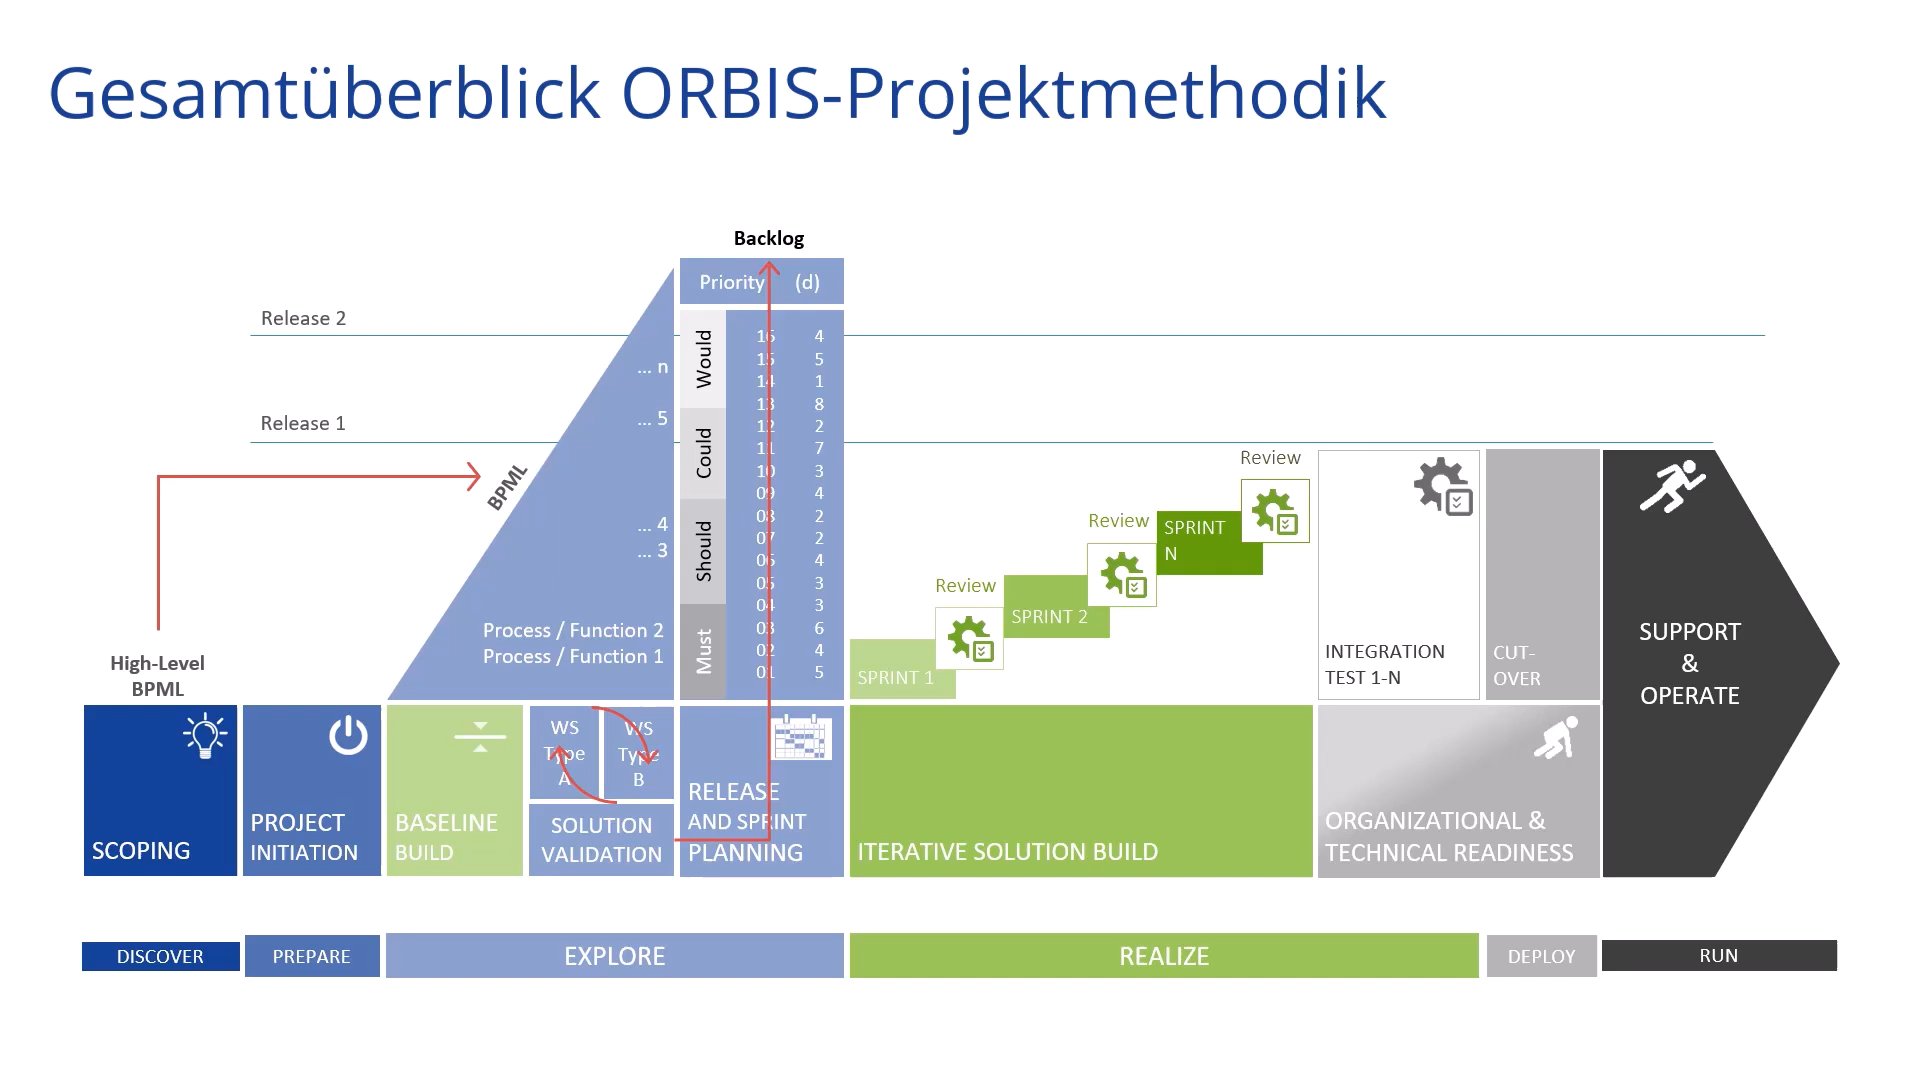 Gesamtüberblick ORBIS-Projektmethodik
Backlog
Priority (d)
Release 2
Release 1
Would
Could
Should
Must
16 4
15 5
14 1
13 8
12 2
11 7
10 3
09 4
08 2
07 2
06 4
05 3
04 3
03 6
02 4
01 5
... n
... 5
... 4
... 3
Process / Function 2
Process / Function 1
BPML
High-Level
BPML
Review
Review
Review
SPRINT 1
SPRINT 2
SPRINT
N
INTEGRATION
TEST 1-N
CUT-
OVER
SUPPORT
&
OPERATE
SCOPING
PROJECT
INITIATION
BASELINE
BUILD
WS
Type
A
WS
Type
B
SOLUTION
VALIDATION
RELEASE
AND SPRINT
PLANNING
ITERATIVE SOLUTION BUILD
ORGANIZATIONAL &
TECHNICAL READINESS
DISCOVER
PREPARE
EXPLORE
REALIZE
DEPLOY
RUN